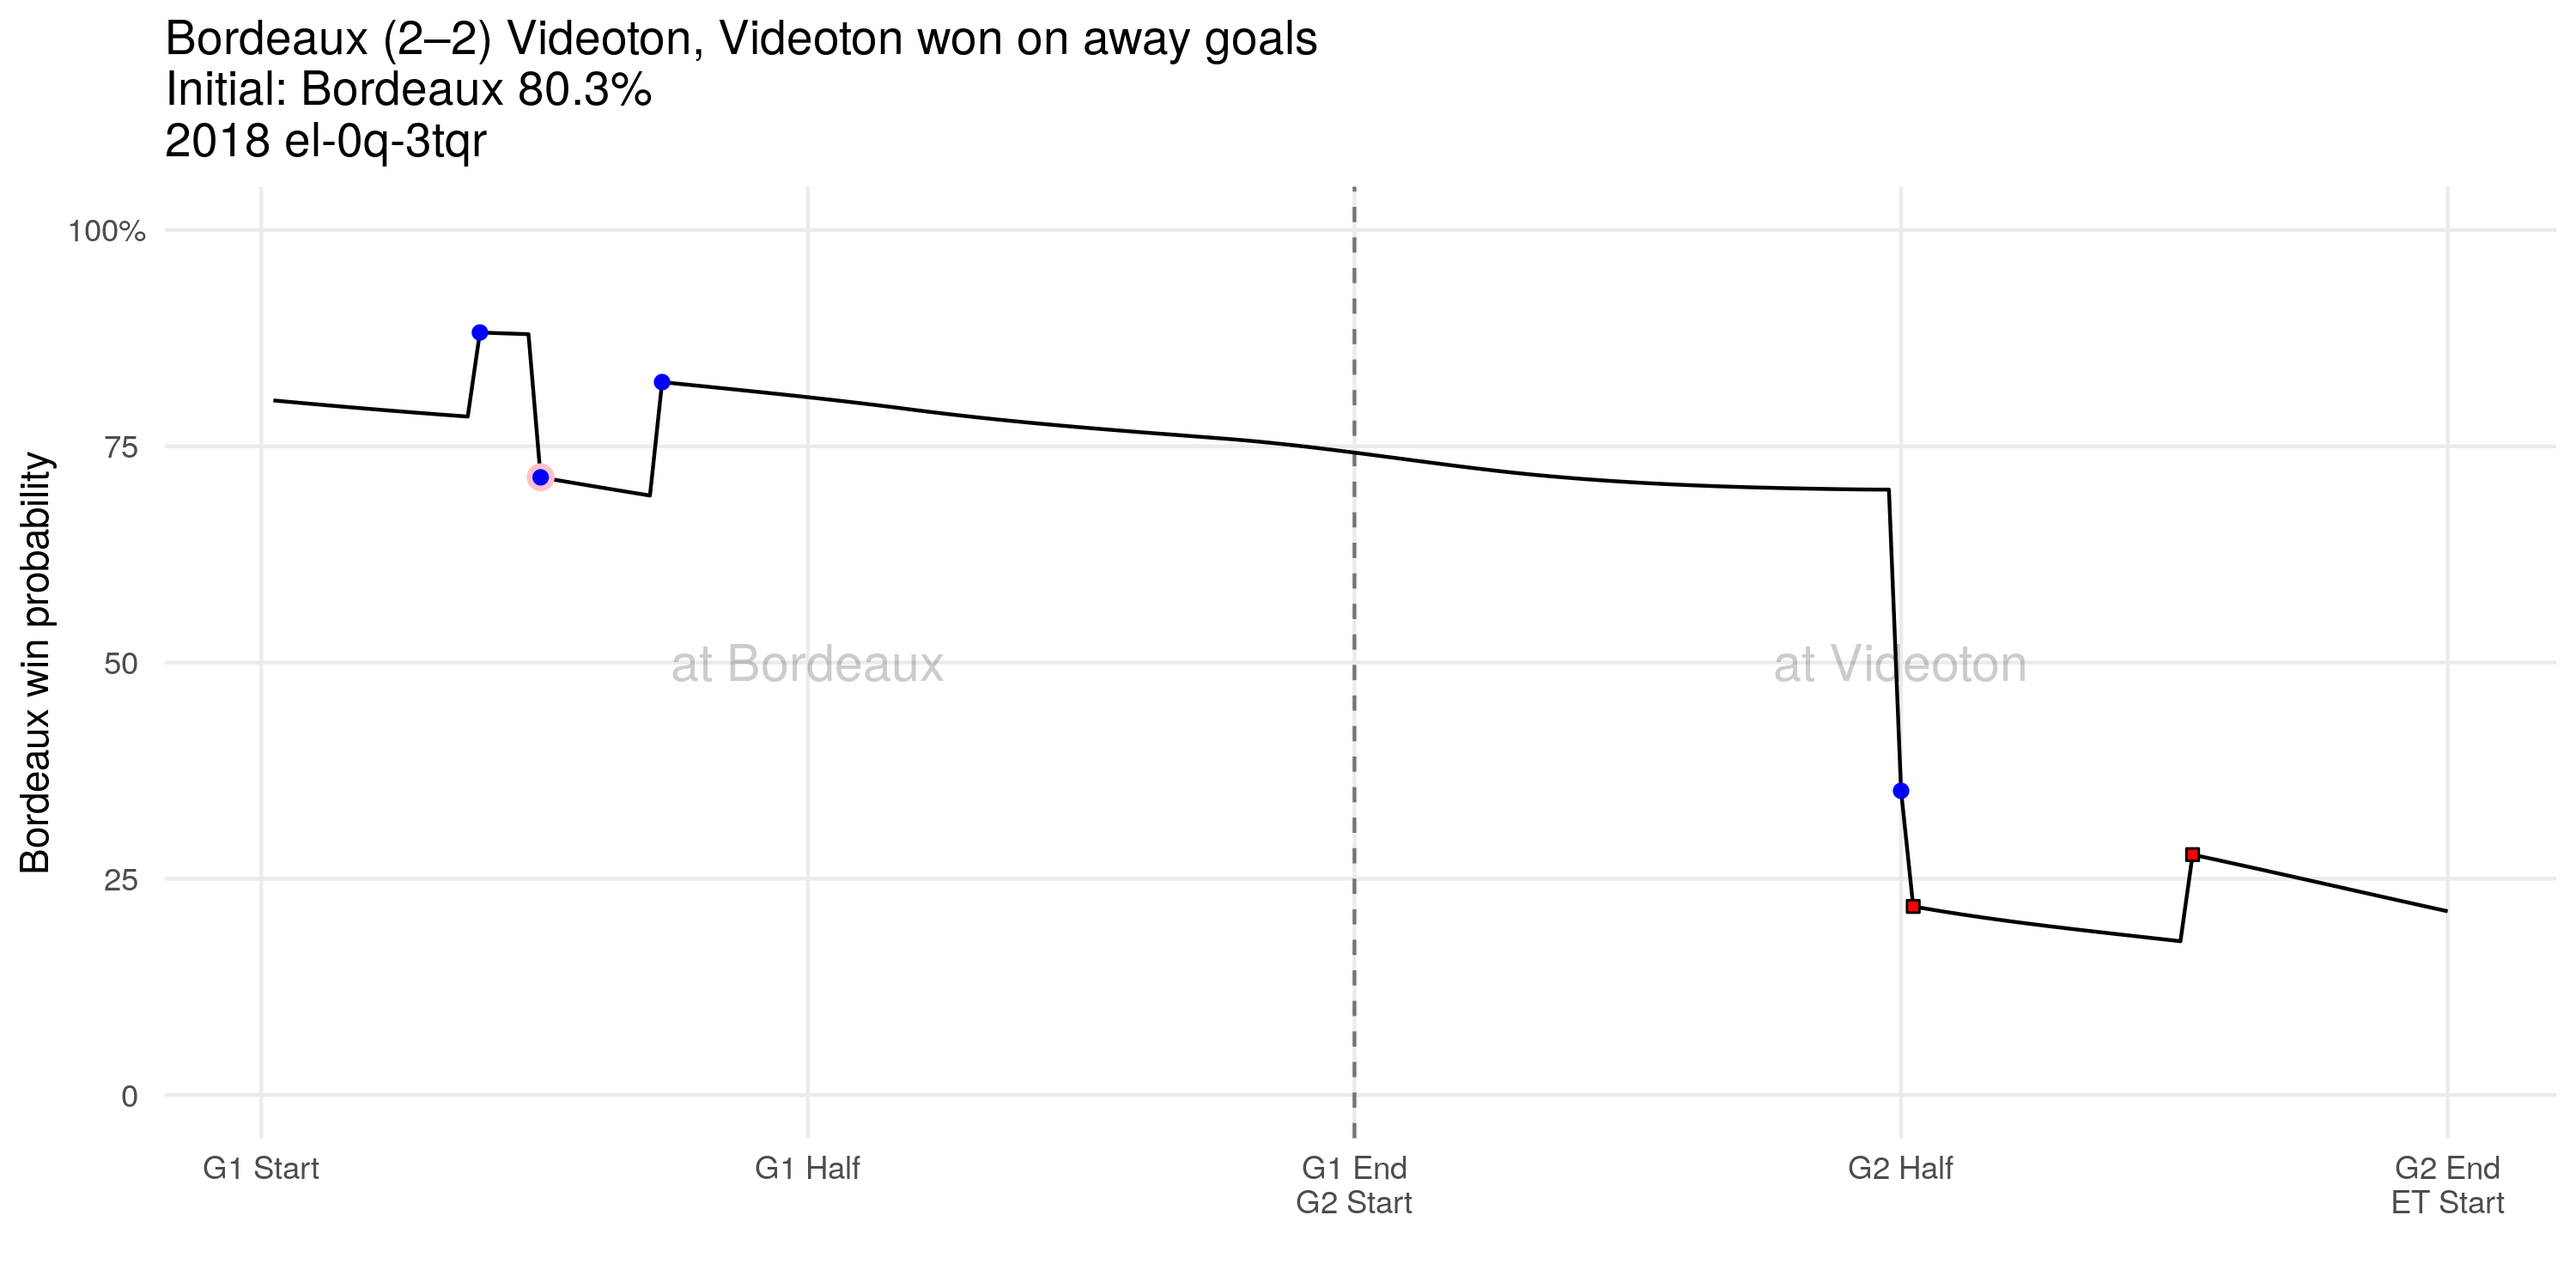 Bordeaux (2–2) Videoton, Videoton won on away goals
Initial: Bordeaux 80.3%
2018 el-0q-3tqr
Bordeaux win probability
100%
75
50
25
0
at Bordeaux
at Videoton
G1 Start
G1 Half
G1 End
G2 Start
G2 Half
G2 End
ET Start